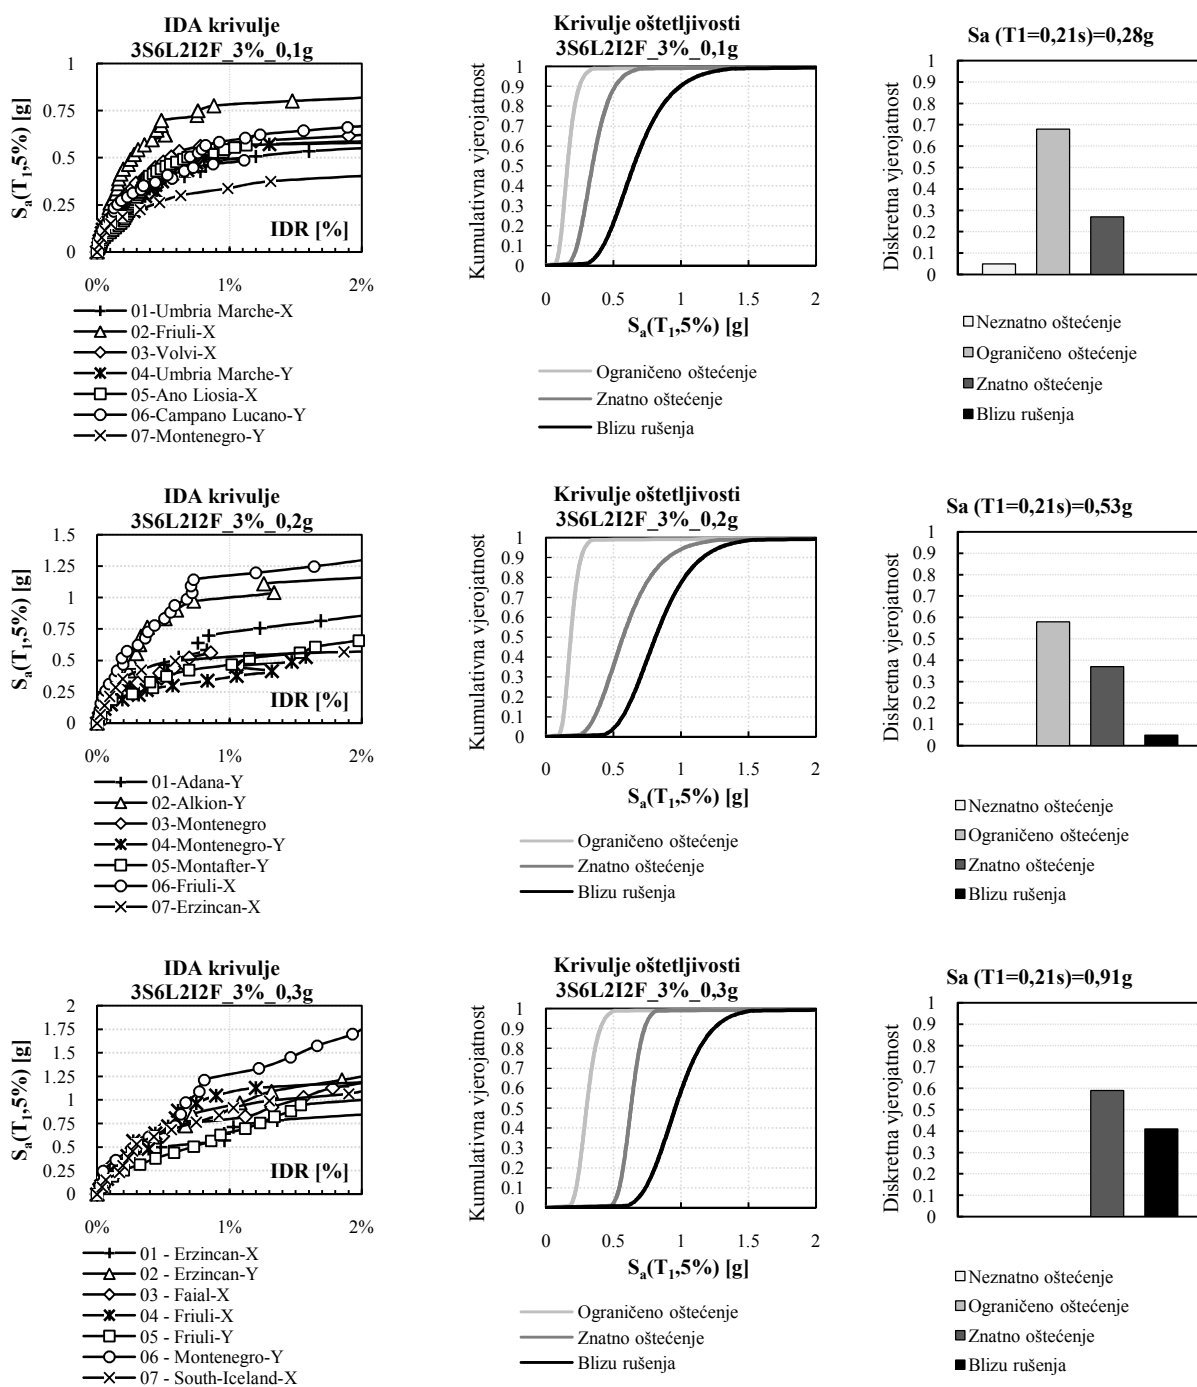 IDA krivulje
3S6L2I2F_3%_0,1g
1
0.75
0.5
0.25
0
Sa(T1,5%) [g]
IDR [%]
0% 1% 2%
01-Umbria Marche-X
02-Friuli-X
03-Volvi-X
04-Umbria Marche-Y
05-Ano Liosia-X
06-Campano Lucano-Y
07-Montenegro-Y
Krivulje oštetljivosti
3S6L2I2F_3%_0,1g
Kumulativna vjerojatnost
1
0.9
0.8
0.7
0.6
0.5
0.4
0.3
0.2
0.1
0
0 0.5 1 1.5 2
Sa(T1,5%) [g]
Ograničeno oštećenje
Znatno oštećenje
Blizu rušenja
Sa (T1=0,21s)=0,28g
Diskretna vjerojatnost
1
0.9
0.8
0.7
0.6
0.5
0.4
0.3
0.2
0.1
0
Neznatno oštećenje
Ograničeno oštećenje
Znatno oštećenje
Blizu rušenja
IDA krivulje
3S6L2I2F_3%_0,2g
1.5
1.25
1
0.75
0.5
0.25
0
Sa(T1,5%) [g]
IDR [%]
0% 1% 2%
01-Adana-Y
02-Alkion-Y
03-Montenegro
04-Montenegro-Y
05-Montafter-Y
06-Friuli-X
07-Erzincan-X
Krivulje oštetljivosti
3S6L2I2F_3%_0,2g
Kumulativna vjerojatnost
1
0.9
0.8
0.7
0.6
0.5
0.4
0.3
0.2
0.1
0
0 0.5 1 1.5 2
Sa(T1,5%) [g]
Ograničeno oštećenje
Znatno oštećenje
Blizu rušenja
Sa (T1=0,21s)=0,53g
Diskretna vjerojatnost
1
0.9
0.8
0.7
0.6
0.5
0.4
0.3
0.2
0.1
0
Neznatno oštećenje
Ograničeno oštećenje
Znatno oštećenje
Blizu rušenja
IDA krivulje
3S6L2I2F_3%_0,3g
2
1.75
1.5
1.25
1
0.75
0.5
0.25
0
Sa(T1,5%) [g]
IDR [%]
0% 1% 2%
01 - Erzincan-X
02 - Erzincan-Y
03 - Faial-X
04 - Friuli-X
05 - Friuli-Y
06 - Montenegro-Y
07 - South-Iceland-X
Krivulje oštetljivosti
3S6L2I2F_3%_0,3g
Kumulativna vjerojatnost
1
0.9
0.8
0.7
0.6
0.5
0.4
0.3
0.2
0.1
0
0 0.5 1 1.5 2
Sa(T1,5%) [g]
Ograničeno oštećenje
Znatno oštećenje
Blizu rušenja
Sa (T1=0,21s)=0,91g
Diskretna vjerojatnost
1
0.9
0.8
0.7
0.6
0.5
0.4
0.3
0.2
0.1
0
Neznatno oštećenje
Ograničeno oštećenje
Znatno oštećenje
Blizu rušenja